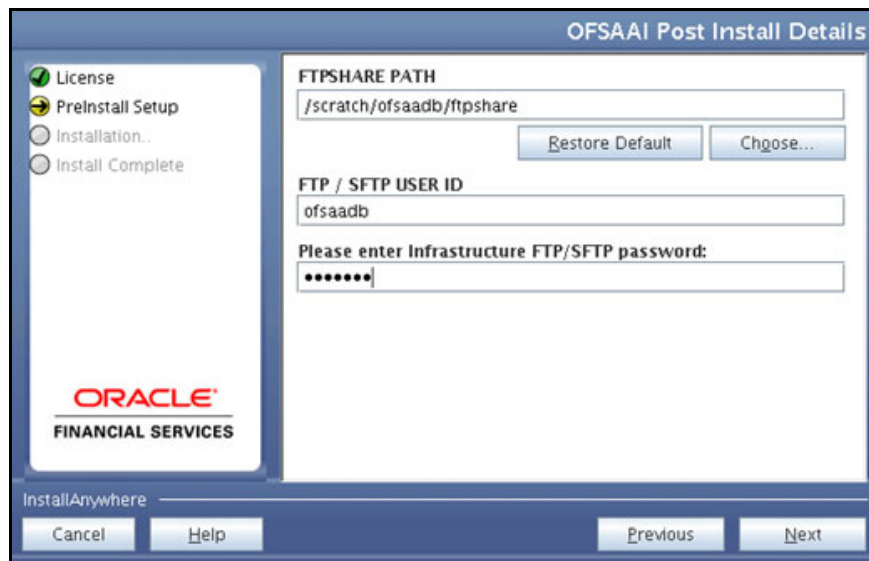 OFSAAI Post Install Details
License
PreInstall Setup
Installation..
Install Complete
ORACLE
FINANCIAL SERVICES
FTPSHARE PATH
/scratch/ofsaadb/ftpshare
Restore Default
Choose...
FTP / SFTP USER ID
ofsaadb
Please enter Infrastructure FTP/SFTP password:
•••••••
InstallAnywhere
Cancel
Help
Previous
Next